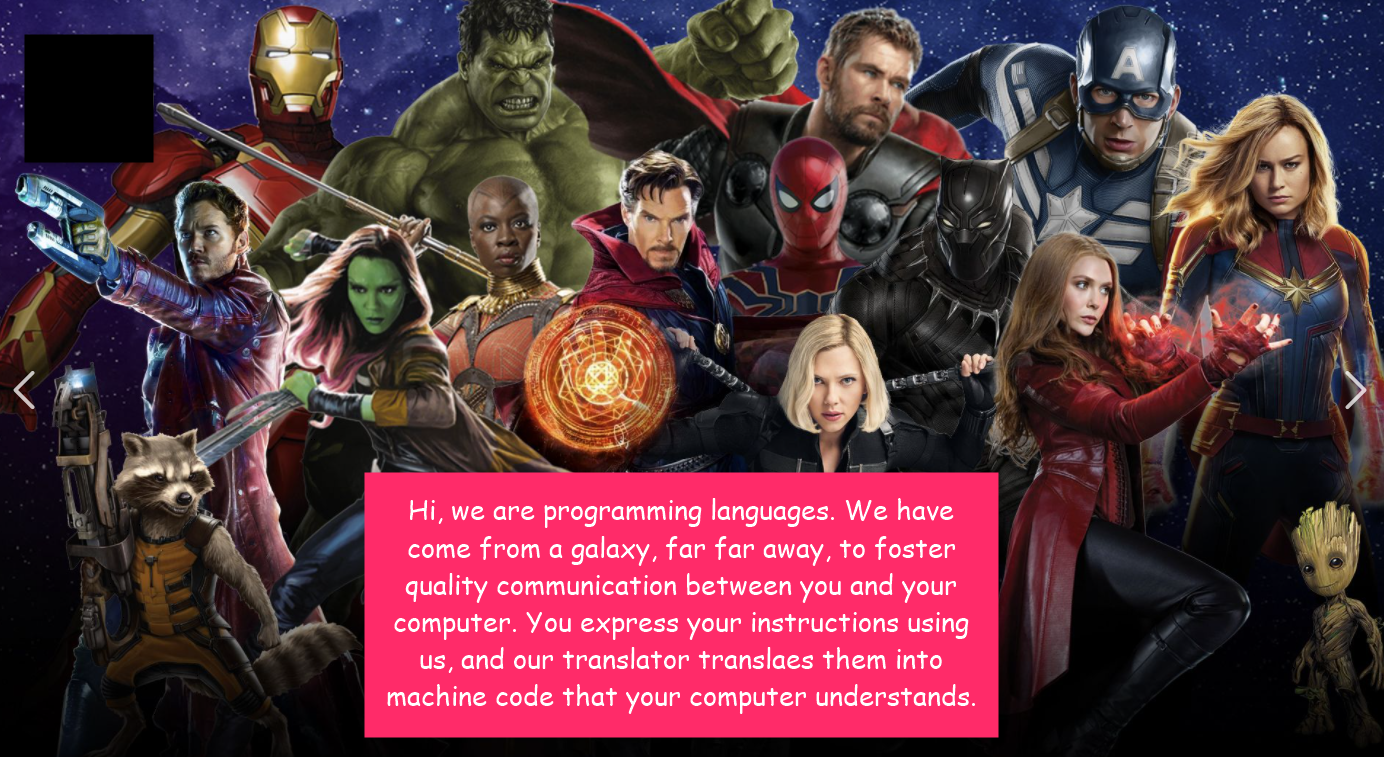 A
Hi, we are programming languages. We have
come from a galaxy, far far away, to foster
quality communication between you and your
computer. You express your instructions using
us, and our translator translaes them into
machine code that your computer understands.